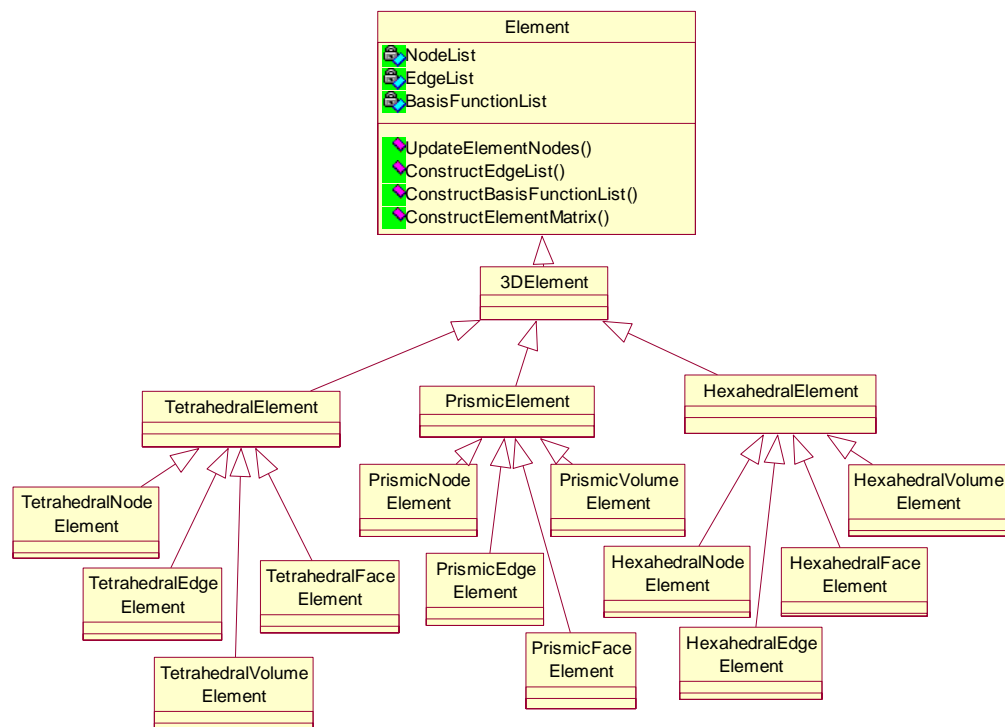 Element
NodeList
EdgeList
BasisFunctionList
UpdateElementNodes()
ConstructEdgeList()
ConstructBasisFunctionList()
ConstructElementMatrix()
3DElement
TetrahedralElement
PrismicElement
HexahedralElement
TetrahedralNode
Element
TetrahedralEdge
Element
TetrahedralVolume
Element
TetrahedralFace
Element
PrismicNode
Element
PrismicEdge
Element
PrismicFace
Element
PrismicVolume
Element
HexahedralNode
Element
HexahedralEdge
Element
HexahedralFace
Element
HexahedralVolume
Element